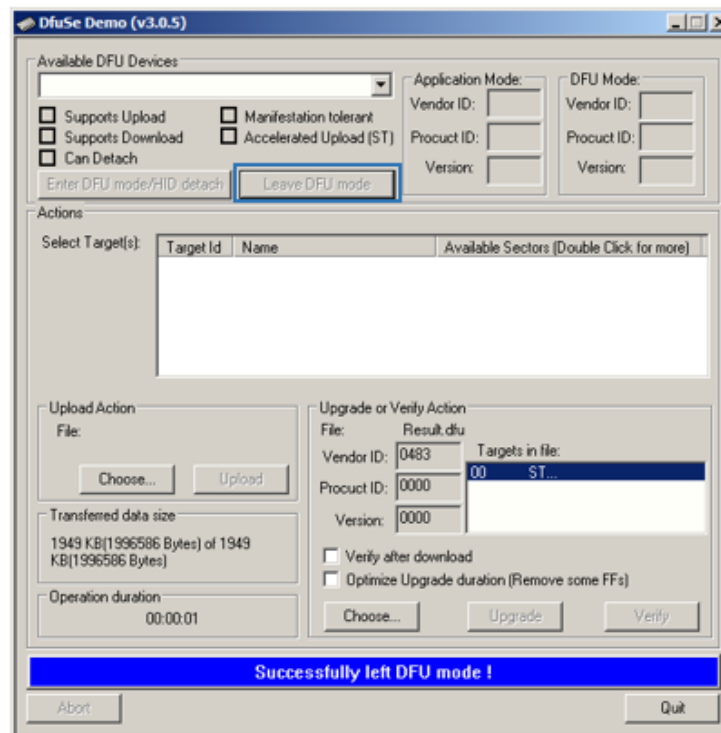 DfuSe Demo (v3.0.5)
Available DFU Devices
Supports Upload
Manifestation tolerant
Supports Download
Accelerated Upload (ST)
Can Detach
Enter DFU mode/HID detach
Leave DFU mode
Application Mode:
Vendor ID:
Procuct ID:
Version:
DFU Mode:
Vendor ID:
Procuct ID:
Version:
Actions
Select Target(s):
Target Id Name Available Sectors (Double Click for more)
Upload Action
File:
Choose... Upload
Transferred data size
1949 KB(1996586 Bytes) of 1949
KB(1996586 Bytes)
Operation duration
00:00:01
Upgrade or Verify Action
File: Result.dfu
Vendor ID: 0483
Procuct ID: 0000
Version: 0000
Targets in file:
00 ST...
Verify after download
Optimize Upgrade duration (Remove some FFs)
Choose... Upgrade Verify
Successfully left DFU mode !
Abort Quit